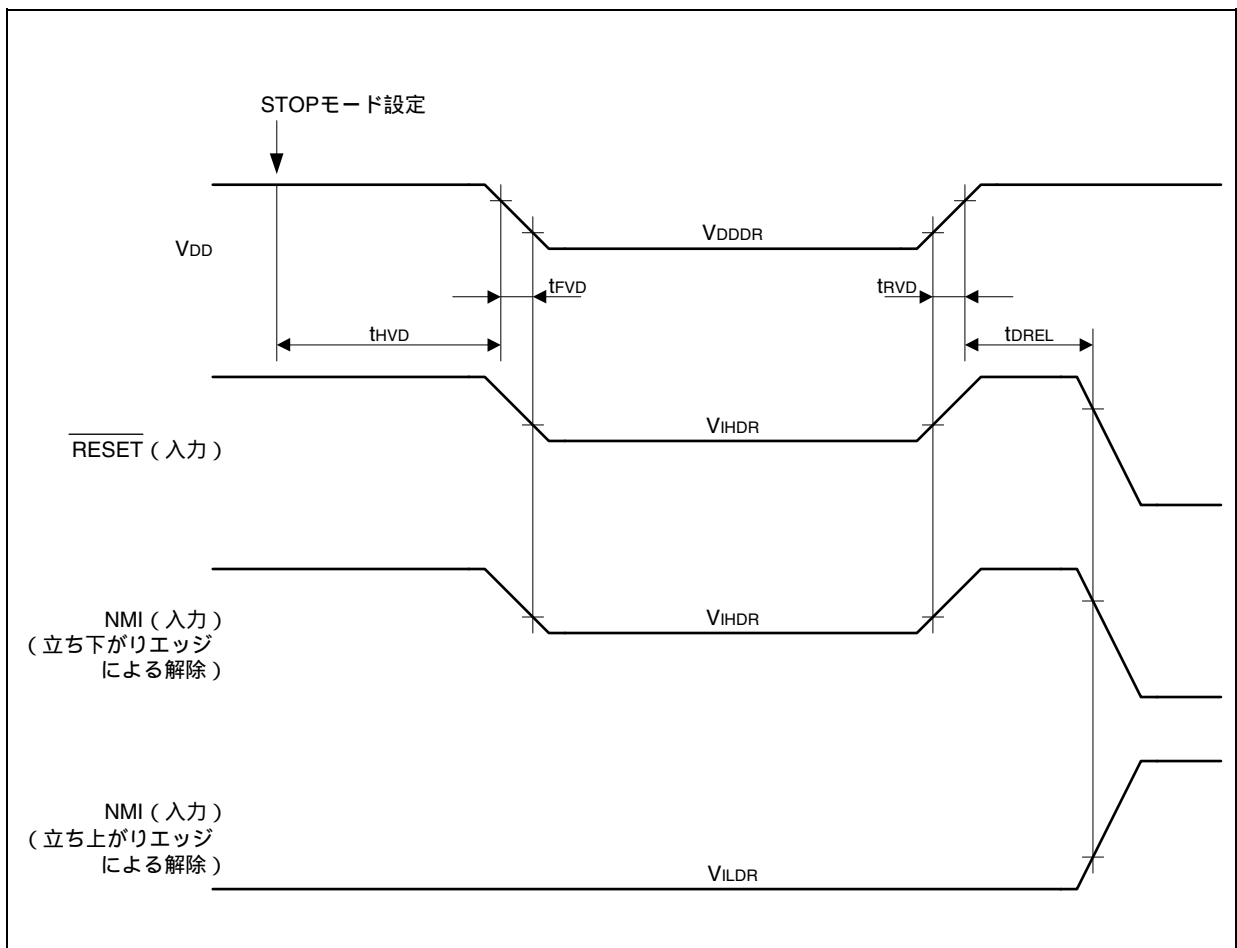 STOPモード設定
VDD
VDDDR
tFVD
tRVD
tHVD
tDREL
RESET（入力）
VIHDR
NMI（入力）
（立ち下がりエッジ
による解除）
VIHDR
NMI（入力）
（立ち上がりエッジ
による解除）
VILDR